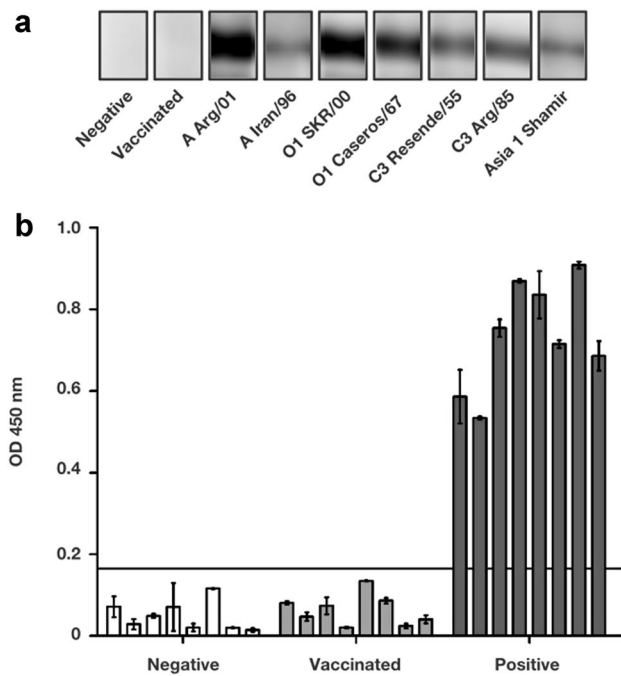 a
Negative
Vaccinated
A Arg/01
A Iran/96
O1 SKR/00
O1 Caseros/67
C3 Resende/55
C3 Arg/85
Asia 1 Shamir
b
1.0
0.8
0.6
0.4
0.2
0
OD 450 nm
Negative Vaccinated Positive